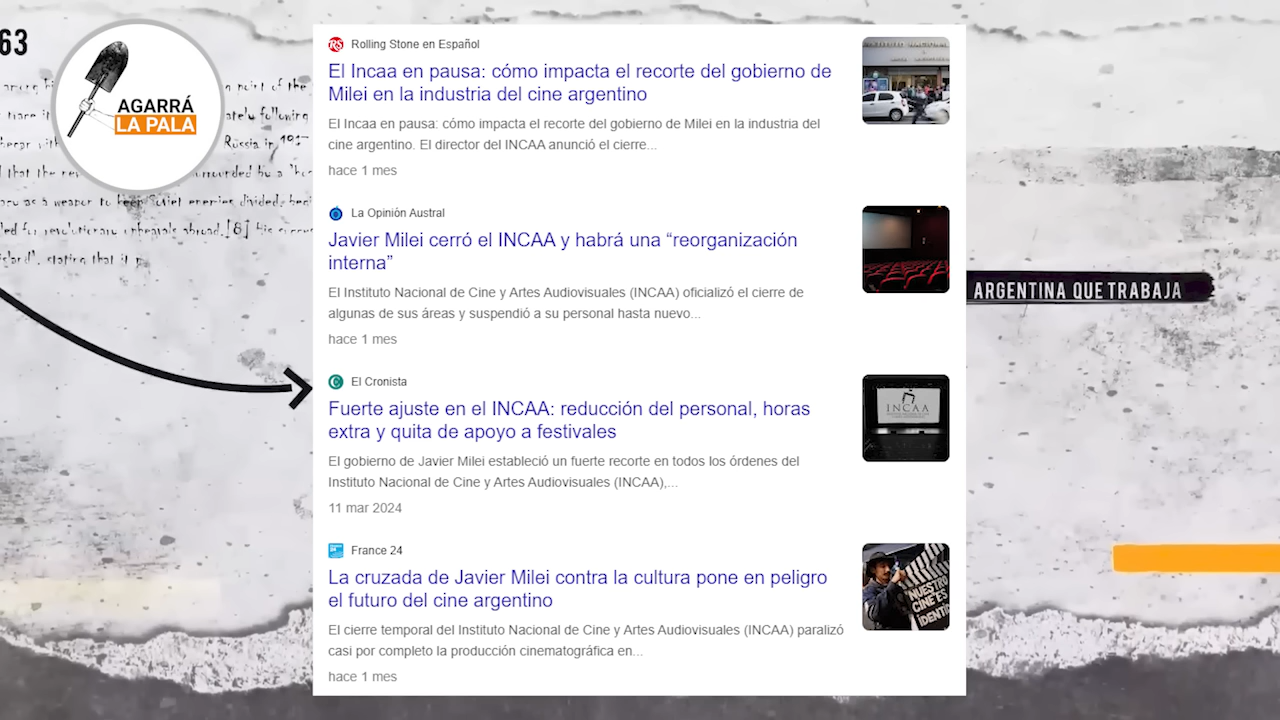 63
AGARRÁ
LA PALA
Rolling Stone en Español
El Incaa en pausa: cómo impacta el recorte del gobierno de
Milei en la industria del cine argentino
El Incaa en pausa: cómo impacta el recorte del gobierno de Milei en la industria del
cine argentino. El director del INCAA anunció el cierre...
hace 1 mes
La Opinión Austral
Javier Milei cerró el INCAA y habrá una “reorganización
interna”
El Instituto Nacional de Cine y Artes Audiovisuales (INCAA) oficializó el cierre de
algunas de sus áreas y suspendió a su personal hasta nuevo...
hace 1 mes
El Cronista
Fuerte ajuste en el INCAA: reducción del personal, horas
extra y quita de apoyo a festivales
El gobierno de Javier Milei estableció un fuerte recorte en todos los órdenes del
Instituto Nacional de Cine y Artes Audiovisuales (INCAA),...
11 mar 2024
INCAA
France 24
La cruzada de Javier Milei contra la cultura pone en peligro
el futuro del cine argentino
El cierre temporal del Instituto Nacional de Cine y Artes Audiovisuales (INCAA) paralizó
casi por completo la producción cinematográfica en...
hace 1 mes
NUESTRO
CINE ES
ARGENTINA QUE TRABAJA